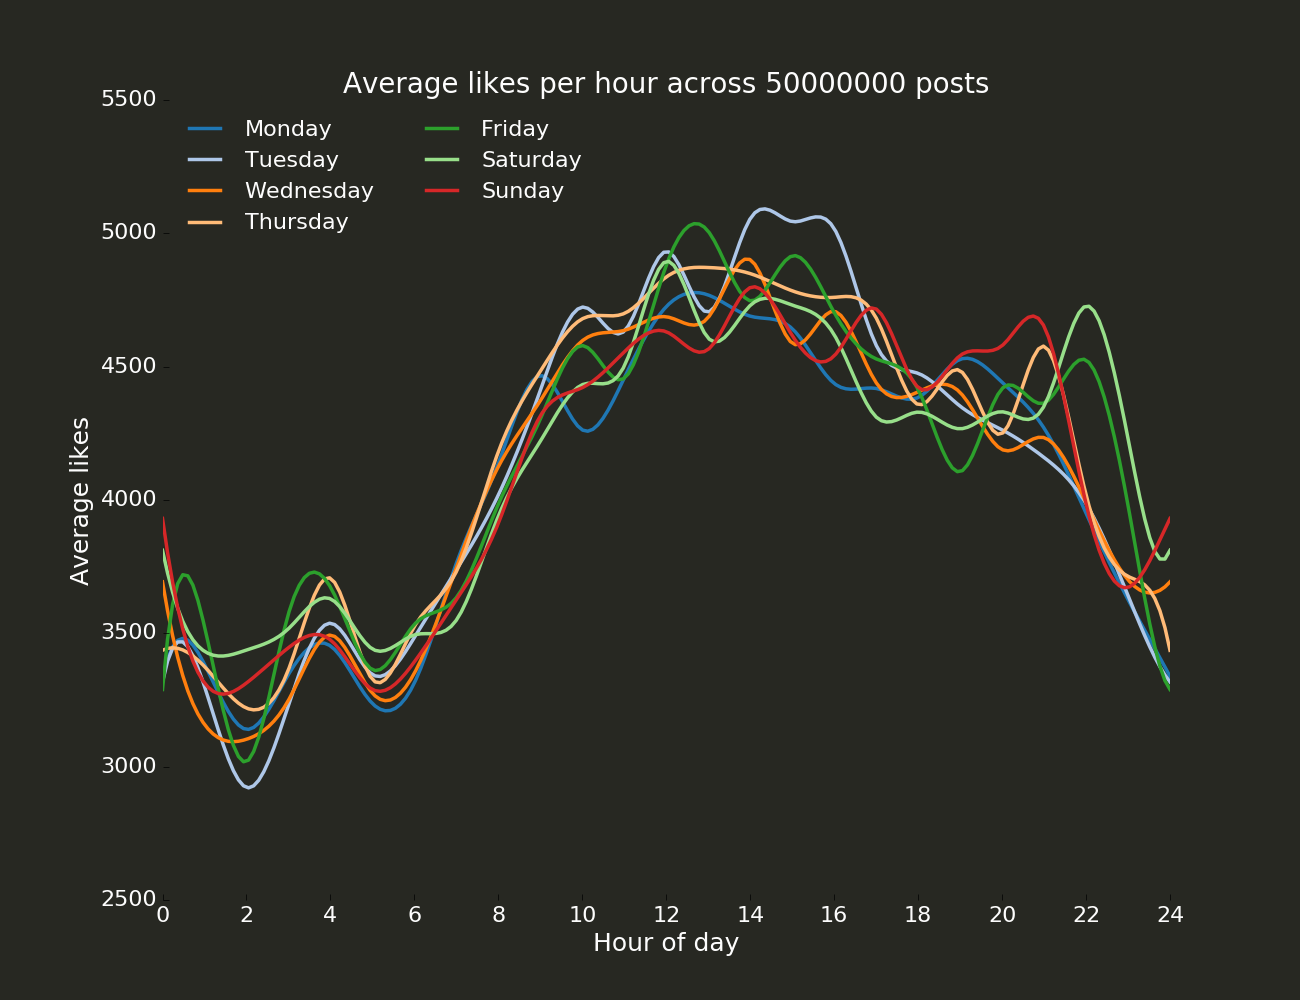 Average likes per hour across 50000000 posts
5500
5000
4500
4000
3500
3000
2500
Average likes
Monday
Tuesday
Wednesday
Thursday
Friday
Saturday
Sunday
0 2 4 6 8 10 12 14 16 18 20 22 24
Hour of day